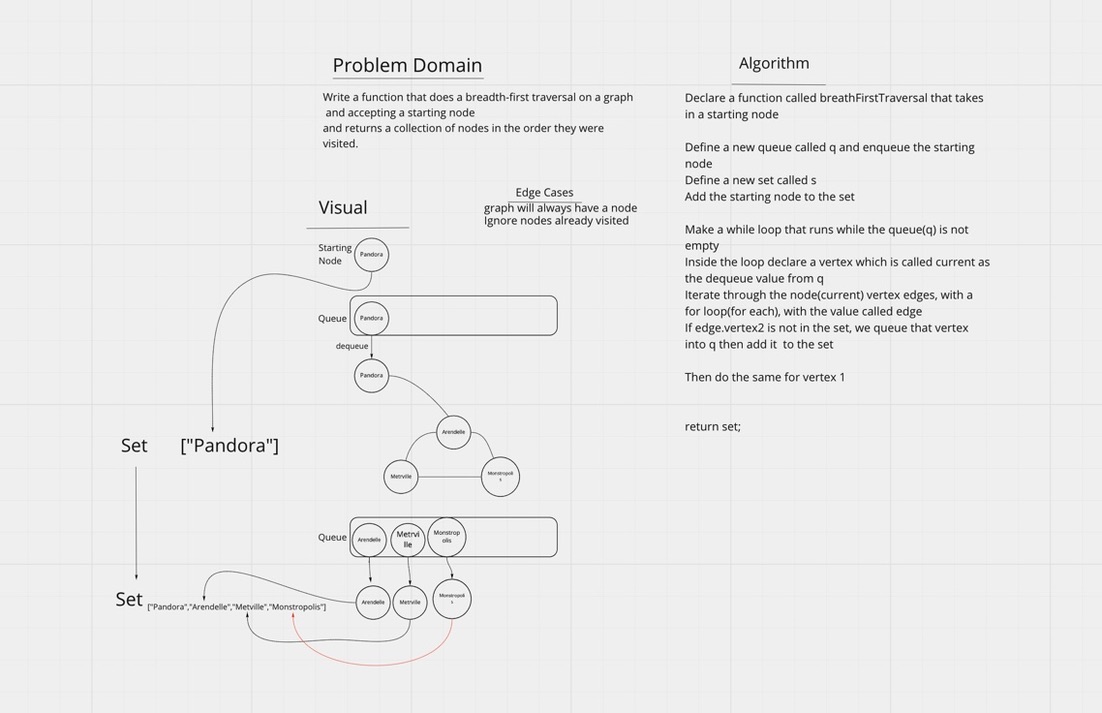 Problem Domain
Write a function that does a breadth-first traversal on a graph
and accepting a starting node
and returns a collection of nodes in the order they were
visited.
Edge Cases
graph will always have a node
Ignore nodes already visited
Visual
Starting
Node
Pandora
Queue
Pandora
dequeue
Pandora
Arendelle
Metrville
Monstropoli
s
Set
["Pandora"]
Queue
Arendelle
Metrvi
lle
Monstrop
olis
Set
["Pandora","Arendelle","Metville","Monstropolis"]
Arendelle
Metrville
Monstropoli
s
Algorithm
Declare a function called breathFirstTraversal that takes
in a starting node
Define a new queue called q and enqueue the starting
node
Define a new set called s
Add the starting node to the set
Make a while loop that runs while the queue(q) is not
empty
Inside the loop declare a vertex which is called current as
the dequeue value from q
Iterate through the node(current) vertex edges, with a
for loop(for each), with the value called edge
If edge.vertex2 is not in the set, we queue that vertex
into q then add it  to the set
Then do the same for vertex 1
return set;